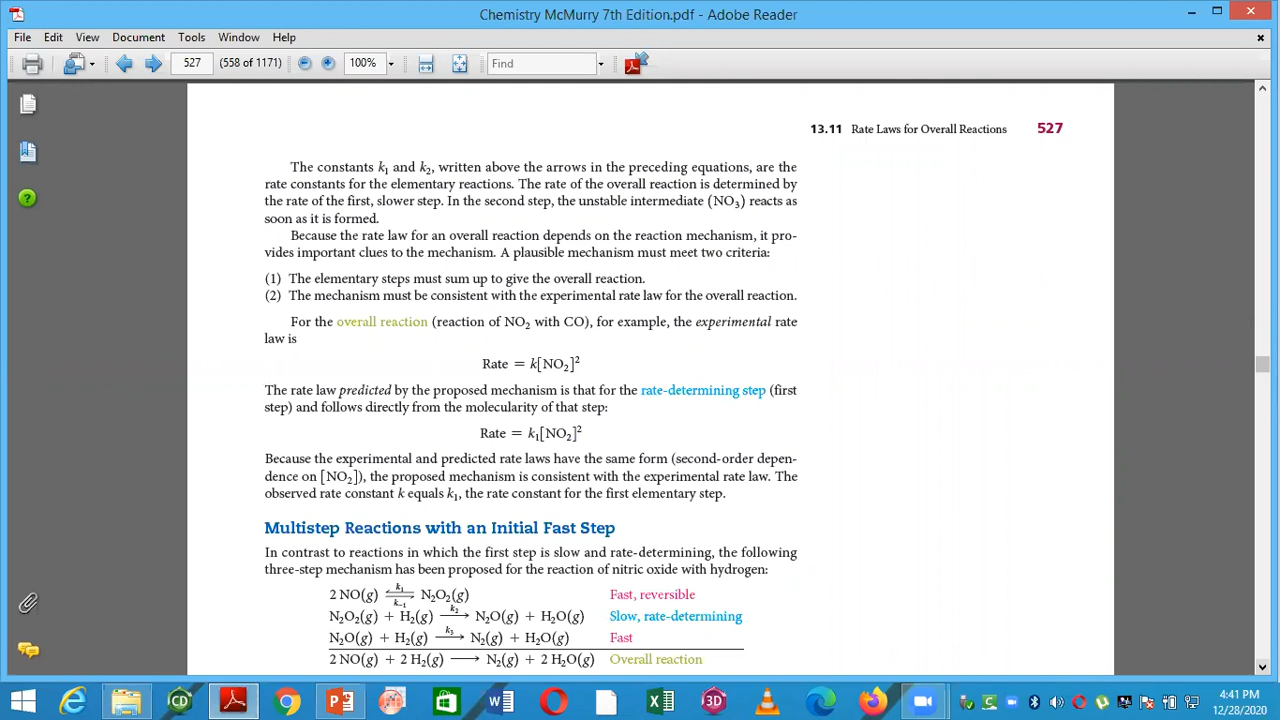 Chemistry McMurry 7th Edition.pdf - Adobe Reader
File Edit View Document Tools Window Help
527 (558 of 1171) 100% Find
13.11 Rate Laws for Overall Reactions 527
The constants k₁ and k₂, written above the arrows in the preceding equations, are the
rate constants for the elementary reactions. The rate of the overall reaction is determined by
the rate of the first, slower step. In the second step, the unstable intermediate (NO₃) reacts as
soon as it is formed.
Because the rate law for an overall reaction depends on the reaction mechanism, it pro-
vides important clues to the mechanism. A plausible mechanism must meet two criteria:
(1) The elementary steps must sum up to give the overall reaction.
(2) The mechanism must be consistent with the experimental rate law for the overall reaction.
For the overall reaction (reaction of NO₂ with CO), for example, the experimental rate
law is
Rate = k[NO₂]²
The rate law predicted by the proposed mechanism is that for the rate-determining step (first
step) and follows directly from the molecularity of that step:
Rate = k₁[NO₂]²
Because the experimental and predicted rate laws have the same form (second-order depen-
dence on [NO₂]), the proposed mechanism is consistent with the experimental rate law. The
observed rate constant k equals k₁, the rate constant for the first elementary step.
Multistep Reactions with an Initial Fast Step
In contrast to reactions in which the first step is slow and rate-determining, the following
three-step mechanism has been proposed for the reaction of nitric oxide with hydrogen:
k₁
2 NO(g) ⇌ N₂O₂(g) Fast, reversible
k₋₁
k₂
N₂O₂(g) + H₂(g) ⟶ N₂O(g) + H₂O(g) Slow, rate-determining
k₃
N₂O(g) + H₂(g) ⟶ N₂(g) + H₂O(g) Fast
2 NO(g) + 2 H₂(g) ⟶ N₂(g) + 2 H₂O(g) Overall reaction
4:41 PM
12/28/2020